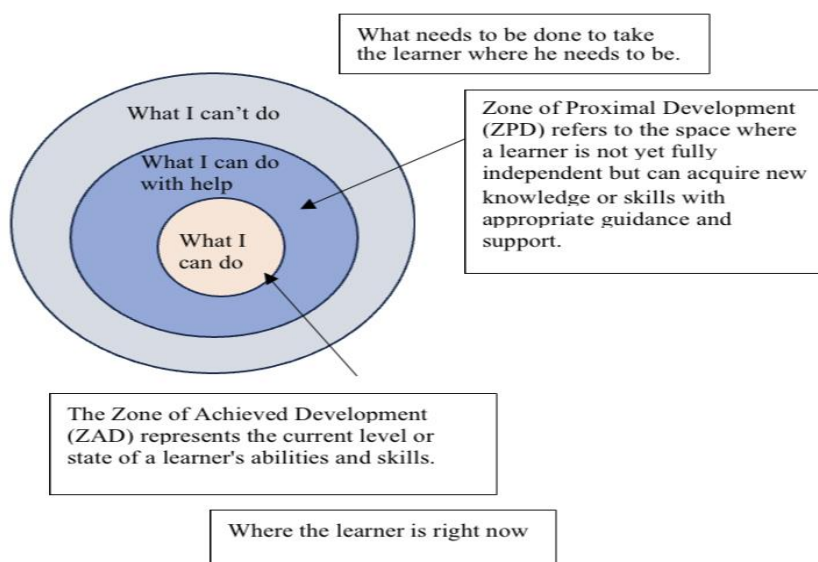 What needs to be done to take
the learner where he needs to be.
What I can’t do
Zone of Proximal Development
(ZPD) refers to the space where
a learner is not yet fully
independent but can acquire new
knowledge or skills with
appropriate guidance and
support.
What I can do
with help
What I
can do
The Zone of Achieved Development
(ZAD) represents the current level or
state of a learner's abilities and skills.
Where the learner is right now